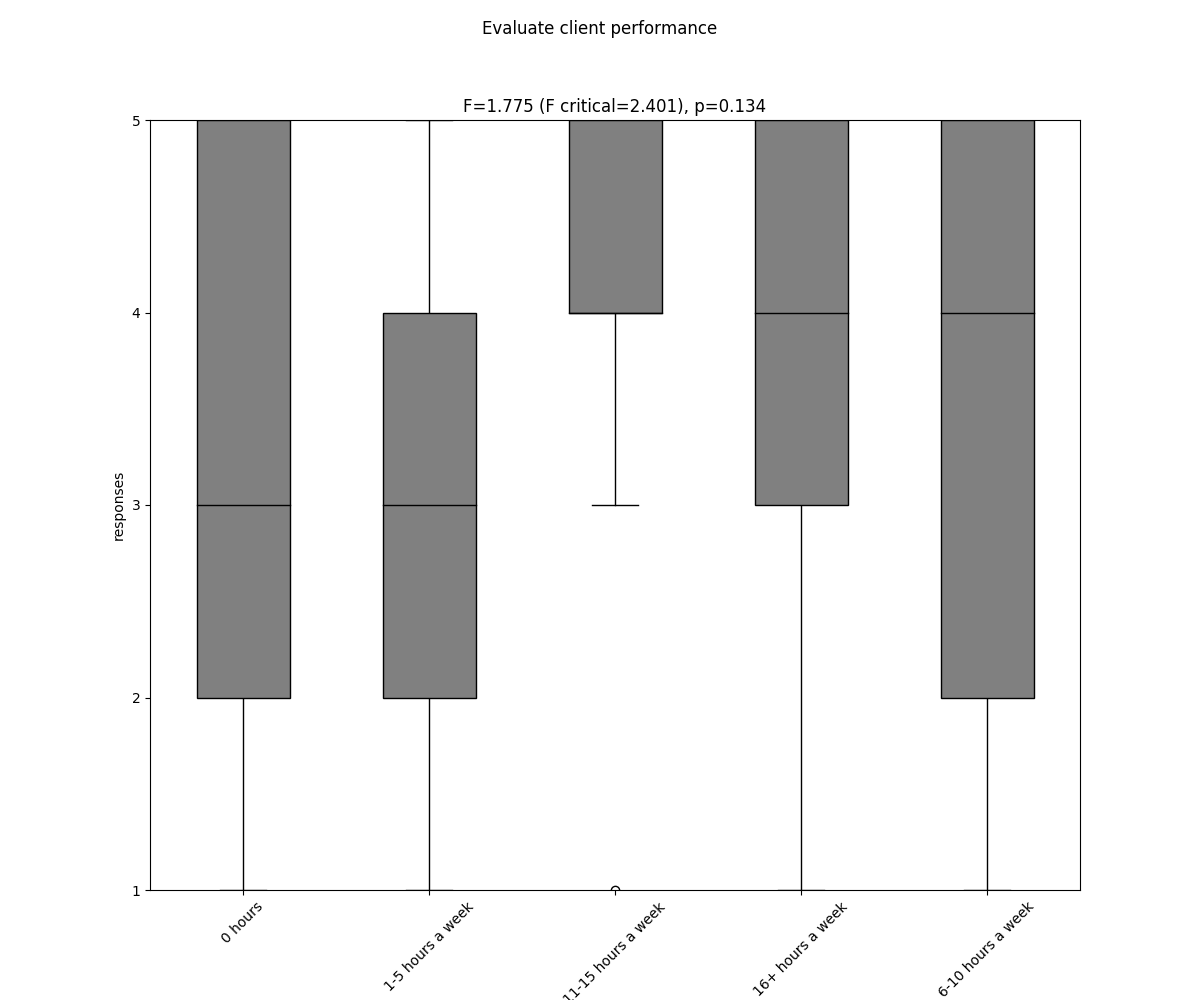 Evaluate client performance
F=1.775 (F critical=2.401), p=0.134
5
4
3
2
1
responses
0 hours
1-5 hours a week
11-15 hours a week
16+ hours a week
6-10 hours a week